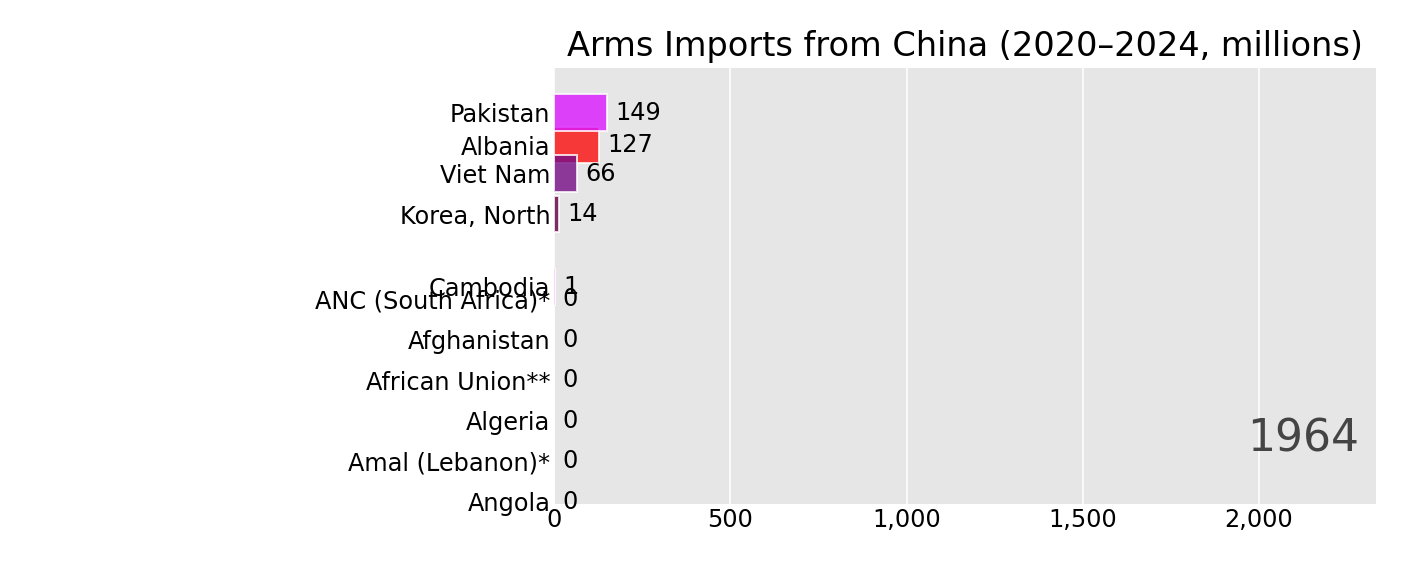 Arms Imports from China (2020–2024, millions)
Pakistan 149
Albania 127
Viet Nam 66
Korea, North 14
Cambodia 1
ANC (South Africa)* 0
Afghanistan 0
African Union** 0
Algeria 0
1964
Amal (Lebanon)* 0
Angola 0
0 500 1,000 1,500 2,000